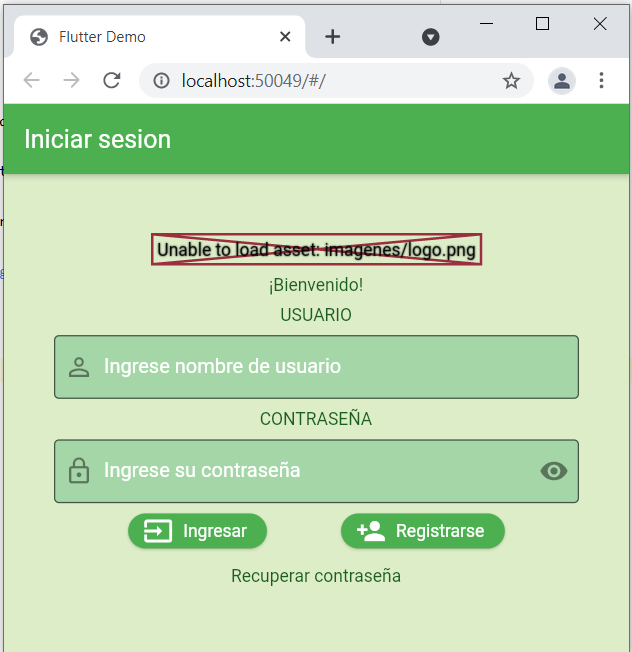 Flutter Demo
localhost:50049/#/
Iniciar sesion
Unable to load asset: imagenes/logo.png
¡Bienvenido!
USUARIO
Ingrese nombre de usuario
CONTRASEÑA
Ingrese su contraseña
Ingresar Registrarse
Recuperar contraseña